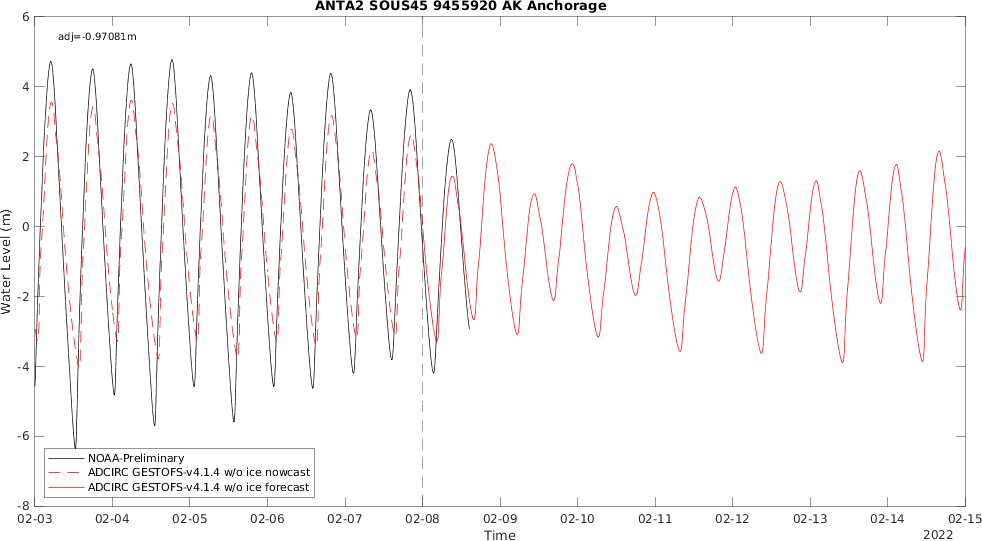 ANTA2 SOUS45 9455920 AK Anchorage
adj=-0.97081m
6
4
2
0
-2
-4
-6
-8
Water Level (m)
NOAA-Preliminary
ADCIRC GESTOFS-v4.1.4 w/o ice nowcast
ADCIRC GESTOFS-v4.1.4 w/o ice forecast
02-03 02-04 02-05 02-06 02-07 02-08 02-09 02-10 02-11 02-12 02-13 02-14 02-15
Time
2022